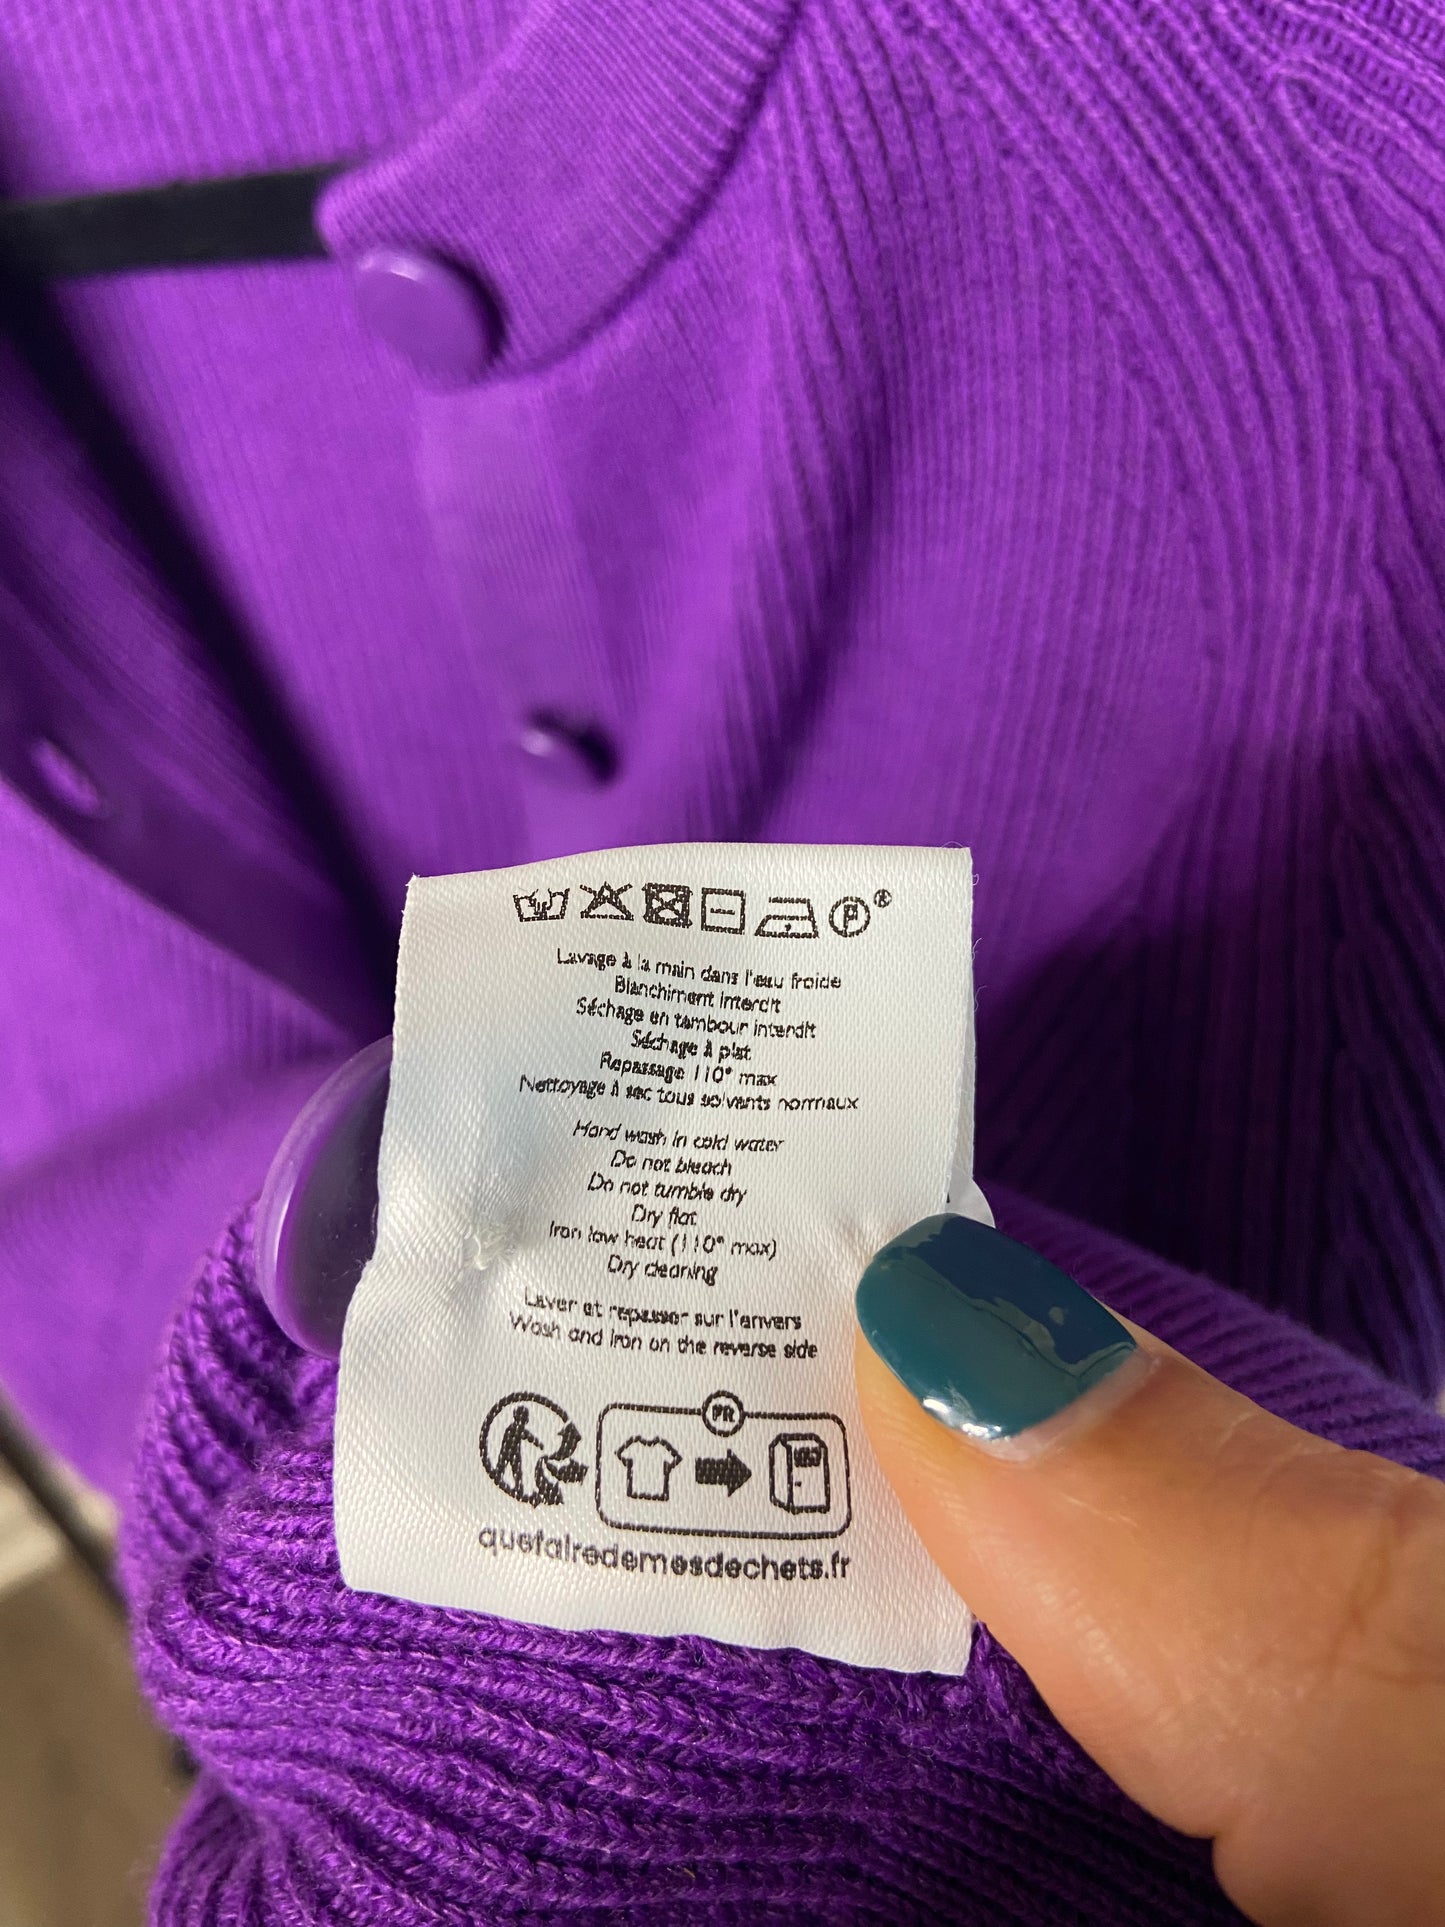 P
®
Lavage à la main dans l'eau froide
Blanchiment interdit
Séchage en tambour interdit
Séchage à plat
Repassage 110° max
Nettoyage à sec tous solvants normaux
Hand wash in cold water
Do not bleach
Do not tumble dry
Dry flat
Iron low heat (110° max)
Dry cleaning
Laver et repasser sur l'envers
Wash and Iron on the reverse side
FR
quefairedemesdechets.fr